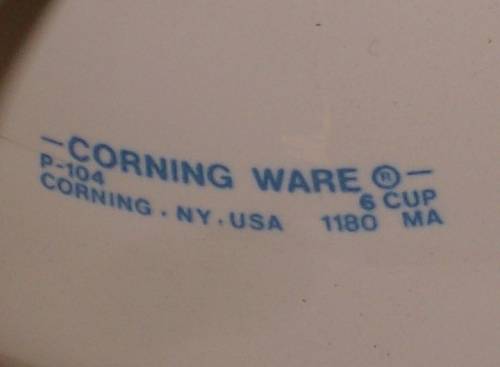 —CORNING WARE ®—
P-104 6 CUP
CORNING . NY . USA 1180 MA